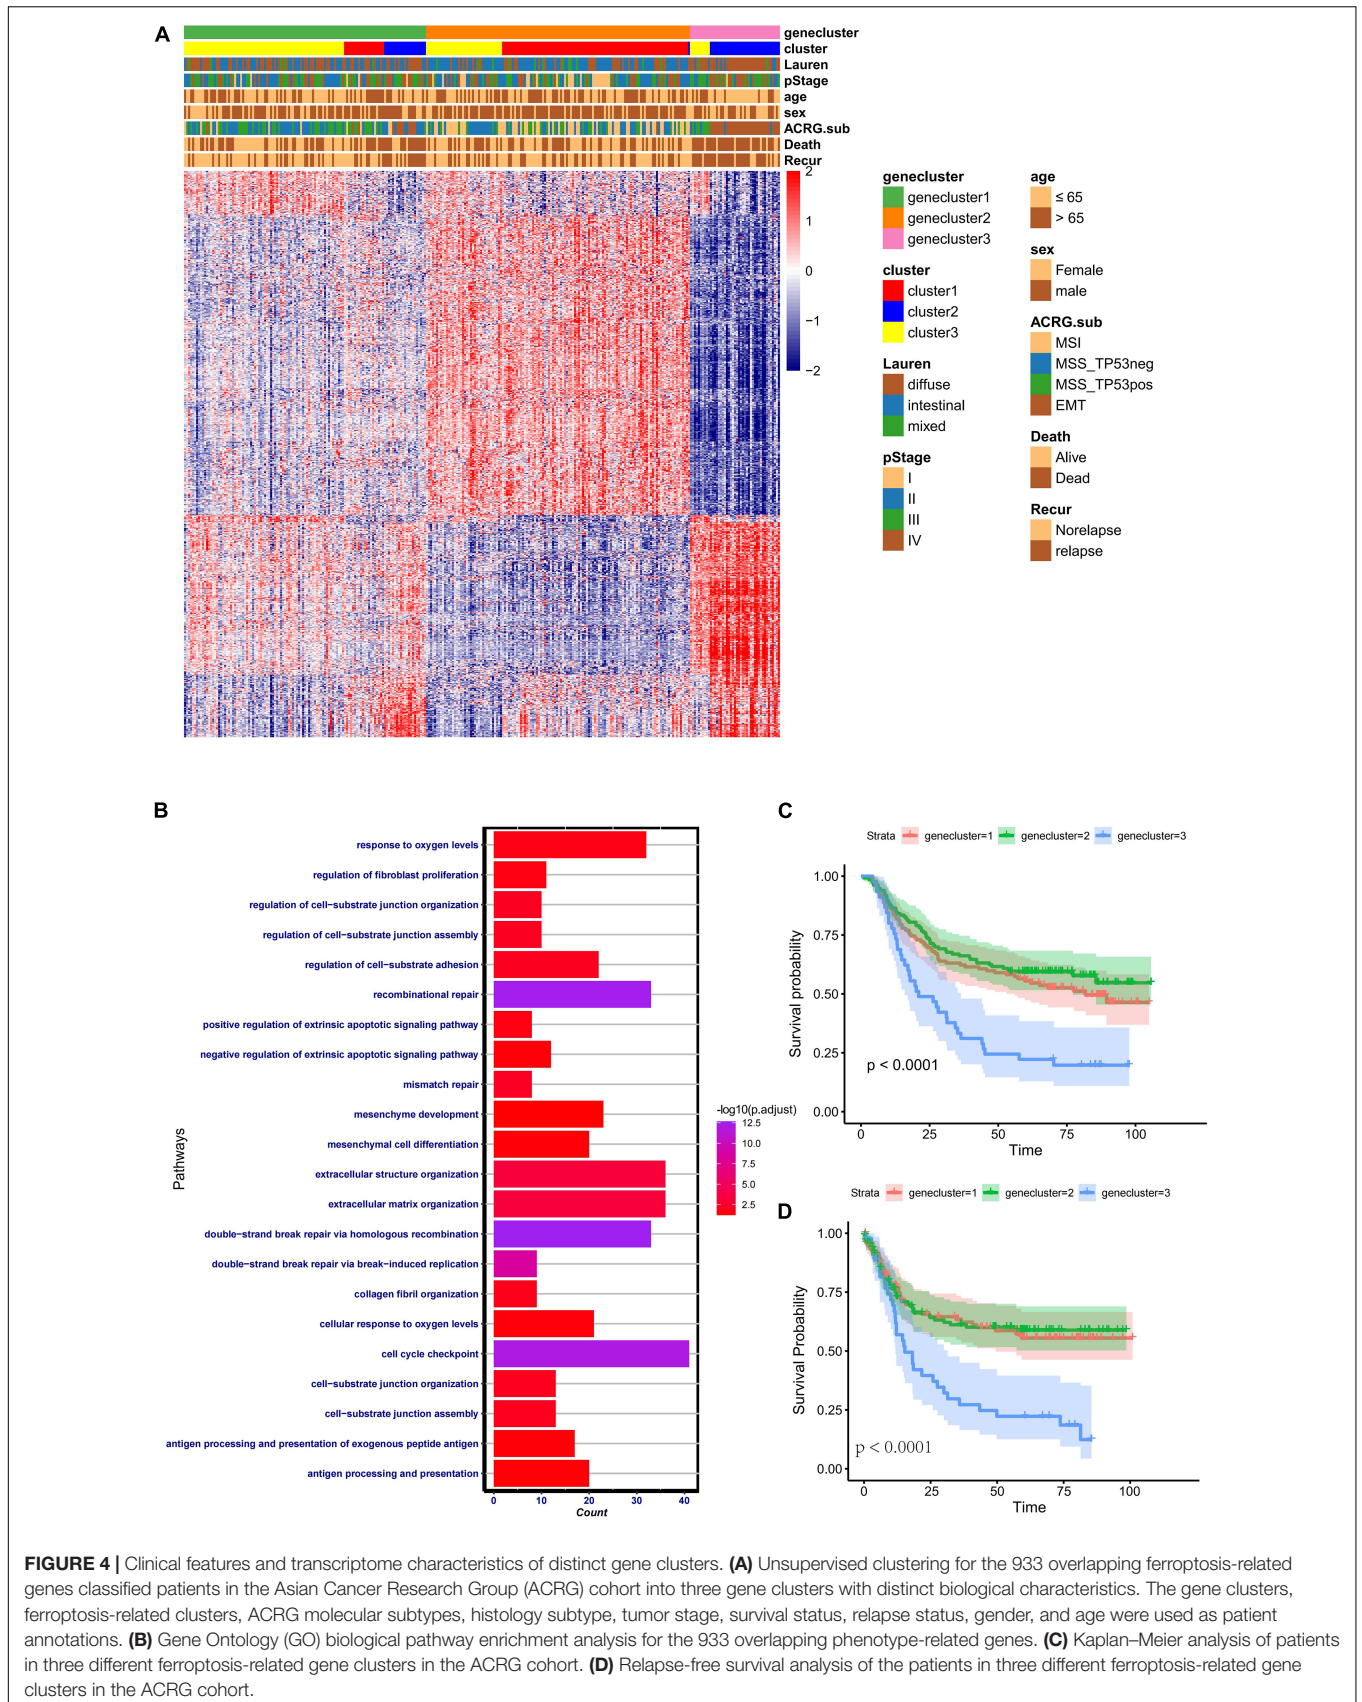 A
genecluster
cluster
Lauren
pStage
age
sex
ACRG.sub
Death
Recur
2
1
0
−1
−2
genecluster
genecluster1
genecluster2
genecluster3
cluster
cluster1
cluster2
cluster3
Lauren
diffuse
intestinal
mixed
pStage
I
II
III
IV
age
≤ 65
> 65
sex
Female
male
ACRG.sub
MSI
MSS_TP53neg
MSS_TP53pos
EMT
Death
Alive
Dead
Recur
Norelapse
relapse
B
Pathways
response to oxygen levels
regulation of fibroblast proliferation
regulation of cell−substrate junction organization
regulation of cell−substrate junction assembly
regulation of cell−substrate adhesion
recombinational repair
positive regulation of extrinsic apoptotic signaling pathway
negative regulation of extrinsic apoptotic signaling pathway
mismatch repair
mesenchyme development
mesenchymal cell differentiation
extracellular structure organization
extracellular matrix organization
double−strand break repair via homologous recombination
double−strand break repair via break−induced replication
collagen fibril organization
cellular response to oxygen levels
cell cycle checkpoint
cell−substrate junction organization
cell−substrate junction assembly
antigen processing and presentation of exogenous peptide antigen
antigen processing and presentation
0 10 20 30 40
Count
-log10(p.adjust)
12.5
10.0
7.5
5.0
2.5
C
Strata genecluster=1 genecluster=2 genecluster=3
Survival probability
1.00
0.75
0.50
0.25
0.00
p < 0.0001
0 25 50 75 100
Time
D
Strata genecluster=1 genecluster=2 genecluster=3
Survival Probability
1.00
0.75
0.50
0.25
0.00
p < 0.0001
0 25 50 75 100
Time
FIGURE 4 | Clinical features and transcriptome characteristics of distinct gene clusters. (A) Unsupervised clustering for the 933 overlapping ferroptosis-related
genes classified patients in the Asian Cancer Research Group (ACRG) cohort into three gene clusters with distinct biological characteristics. The gene clusters,
ferroptosis-related clusters, ACRG molecular subtypes, histology subtype, tumor stage, survival status, relapse status, gender, and age were used as patient
annotations. (B) Gene Ontology (GO) biological pathway enrichment analysis for the 933 overlapping phenotype-related genes. (C) Kaplan–Meier analysis of patients
in three different ferroptosis-related gene clusters in the ACRG cohort. (D) Relapse-free survival analysis of the patients in three different ferroptosis-related gene
clusters in the ACRG cohort.